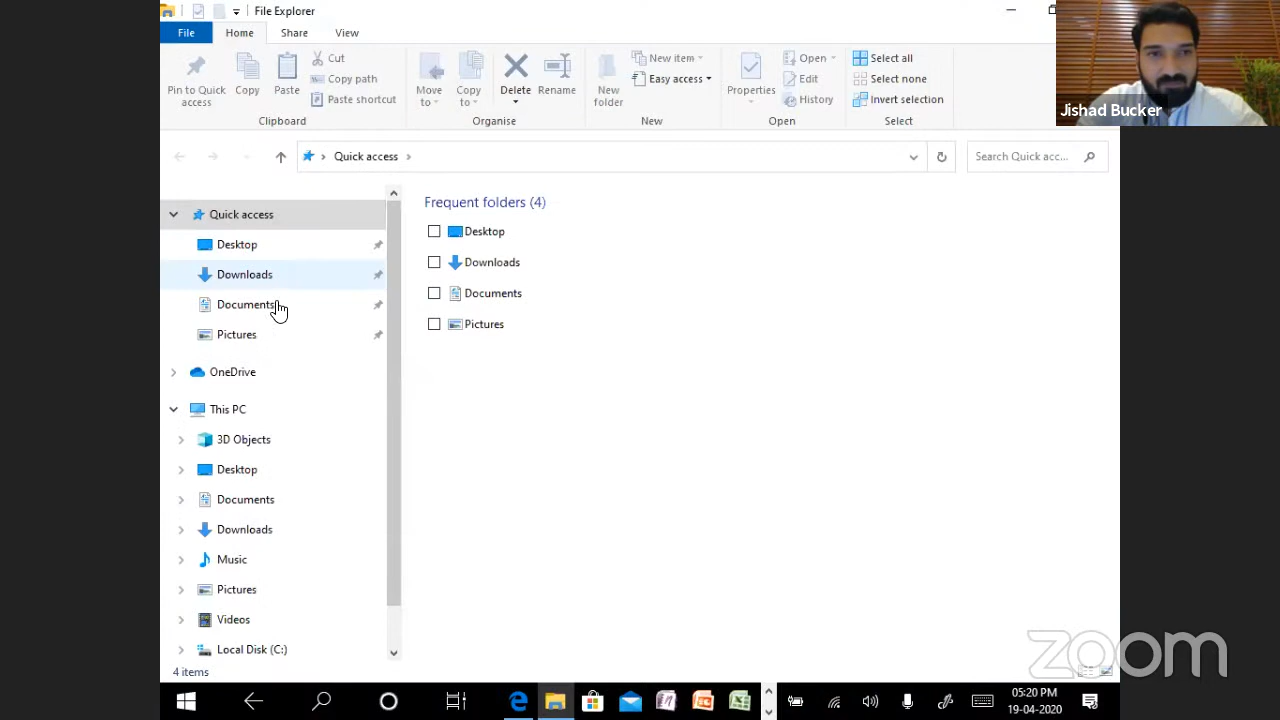 File Explorer
File
Home
Share
View
Pin to Quick access
Copy
Paste
Cut
Copy path
Paste shortcut
Clipboard
Move to
Copy to
Delete
Rename
Organise
New folder
New item
Easy access
New
Properties
Open
Edit
History
Open
Select all
Select none
Invert selection
Select
Jishad Bucker
Quick access
Search Quick acc...
Quick access
Desktop
Downloads
Documents
Pictures
OneDrive
This PC
3D Objects
Desktop
Documents
Downloads
Music
Pictures
Videos
Local Disk (C:)
Frequent folders (4)
Desktop
Downloads
Documents
Pictures
4 items
zoom
05:20 PM
19-04-2020